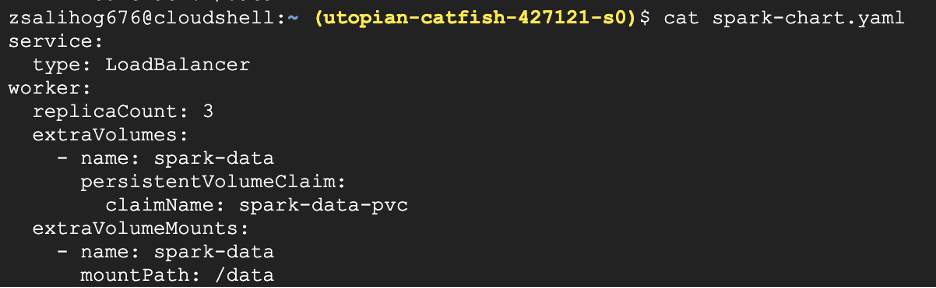 zsalihog676@cloudshell:~ (utopian-catfish-427121-s0)$ cat spark-chart.yaml
service:
  type: LoadBalancer
worker:
  replicaCount: 3
  extraVolumes:
    - name: spark-data
      persistentVolumeClaim:
        claimName: spark-data-pvc
  extraVolumeMounts:
    - name: spark-data
      mountPath: /data